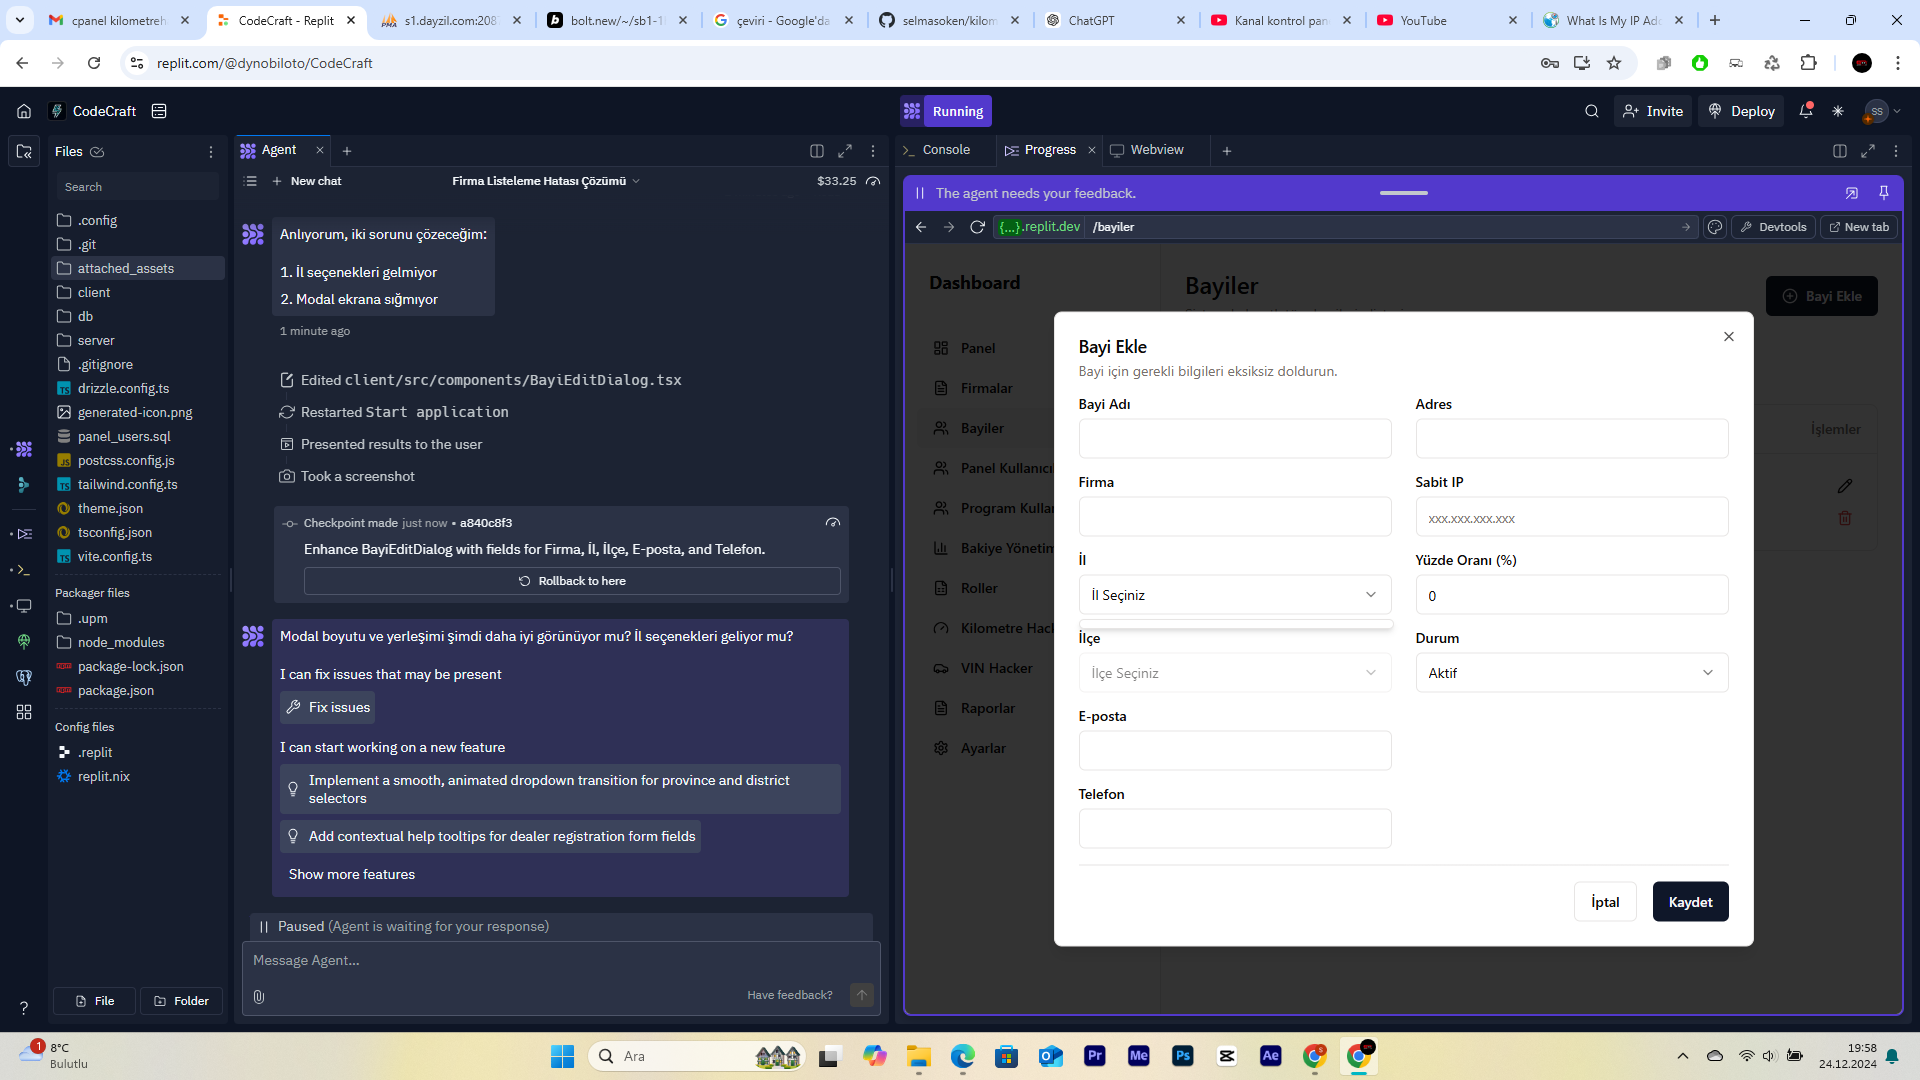 cpanel kilometreh
CodeCraft - Replit
s1.dayzil.com:208
bolt.new/~/sb1-1
çeviri - Google'da
selmasoken/kilom
ChatGPT
Kanal kontrol pan
YouTube
What Is My IP Add
replit.com/@dynobiloto/CodeCraft
CodeCraft
Running
Invite
Deploy
SS
Files
Search
.config
.git
attached_assets
client
db
server
.gitignore
drizzle.config.ts
generated-icon.png
panel_users.sql
postcss.config.js
tailwind.config.ts
theme.json
tsconfig.json
vite.config.ts
Packager files
.upm
node_modules
package-lock.json
package.json
Config files
.replit
replit.nix
File
Folder
Agent
New chat
Firma Listeleme Hatası Çözümü
$33.25
Anlıyorum, iki sorunu çözeceğim:
1. İl seçenekleri gelmiyor
2. Modal ekrana sığmıyor
1 minute ago
Edited client/src/components/BayiEditDialog.tsx
Restarted Start application
Presented results to the user
Took a screenshot
Checkpoint made just now • a840c8f3
Enhance BayiEditDialog with fields for Firma, İl, İlçe, E-posta, and Telefon.
Rollback to here
Modal boyutu ve yerleşimi şimdi daha iyi görünüyor mu? İl seçenekleri geliyor mu?
I can fix issues that may be present
Fix issues
I can start working on a new feature
Implement a smooth, animated dropdown transition for province and district
selectors
Add contextual help tooltips for dealer registration form fields
Show more features
Paused (Agent is waiting for your response)
Message Agent...
Have feedback?
Console
Progress
Webview
The agent needs your feedback.
{...}.replit.dev
/bayiler
Devtools
New tab
Dashboard
Panel
Firmalar
Bayiler
Panel Kullanıcı
Program Kullan
Bakiye Yönetim
Roller
Kilometre Hack
VIN Hacker
Raporlar
Ayarlar
Bayiler
Bayi Ekle
İşlemler
Bayi Ekle
Bayi için gerekli bilgileri eksiksiz doldurun.
Bayi Adı
Adres
Firma
Sabit IP
xxx.xxx.xxx.xxx
İl
İl Seçiniz
Yüzde Oranı (%)
0
İlçe
İlçe Seçiniz
Durum
Aktif
E-posta
Telefon
İptal
Kaydet
1
8°C
Bulutlu
Ara
Pr
Me
Ps
Ae
19:58
24.12.2024